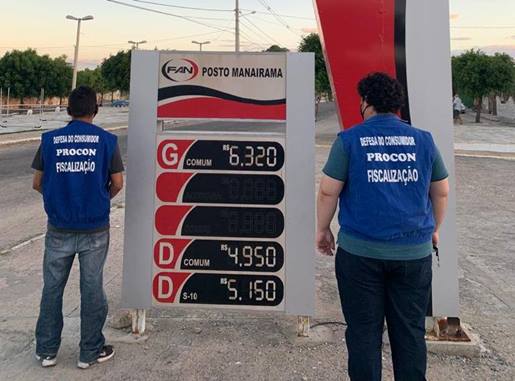 FAN
POSTO MANAIRAMA
G COMUM R$ 6,320
D COMUM R$ 4,950
D S-10 R$ 5,150
DEFESA DO CONSUMIDOR
PROCON
FISCALIZAÇÃO
DEFESA DO CONSUMIDOR
PROCON
FISCALIZAÇÃO